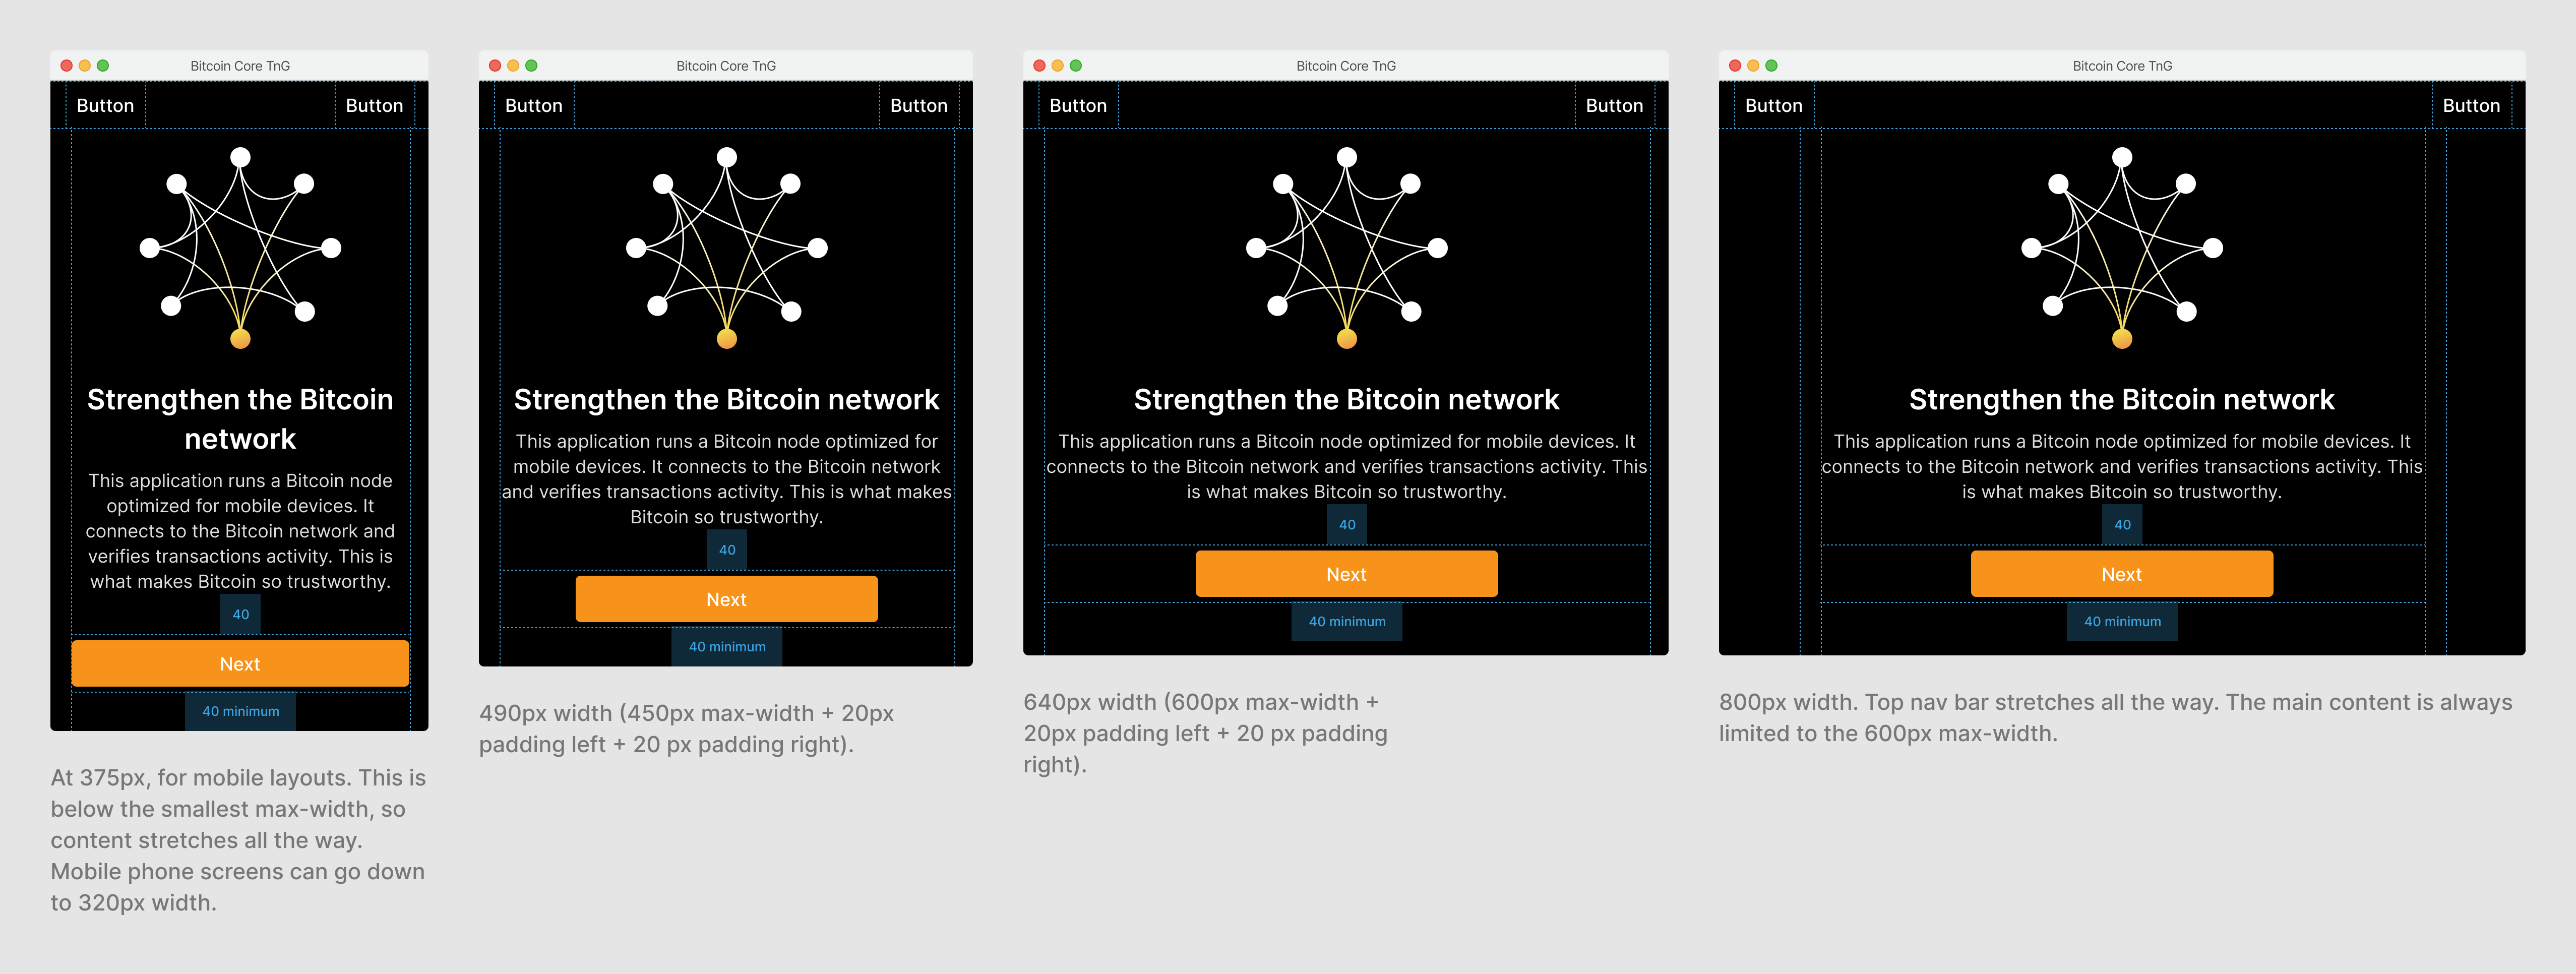 Bitcoin Core TnG
Button
Button
Strengthen the Bitcoin
network
This application runs a Bitcoin node
optimized for mobile devices. It
connects to the Bitcoin network and
verifies transactions activity. This is
what makes Bitcoin so trustworthy.
40
Next
40 minimum
At 375px, for mobile layouts. This is
below the smallest max-width, so
content stretches all the way.
Mobile phone screens can go down
to 320px width.
Bitcoin Core TnG
Button
Button
Strengthen the Bitcoin network
This application runs a Bitcoin node optimized for
mobile devices. It connects to the Bitcoin network
and verifies transactions activity. This is what makes
Bitcoin so trustworthy.
40
Next
40 minimum
490px width (450px max-width + 20px
padding left + 20 px padding right).
Bitcoin Core TnG
Button
Button
Strengthen the Bitcoin network
This application runs a Bitcoin node optimized for mobile devices. It
connects to the Bitcoin network and verifies transactions activity. This
is what makes Bitcoin so trustworthy.
40
Next
40 minimum
640px width (600px max-width +
20px padding left + 20 px padding
right).
Bitcoin Core TnG
Button
Button
Strengthen the Bitcoin network
This application runs a Bitcoin node optimized for mobile devices. It
connects to the Bitcoin network and verifies transactions activity. This
is what makes Bitcoin so trustworthy.
40
Next
40 minimum
800px width. Top nav bar stretches all the way. The main content is always
limited to the 600px max-width.